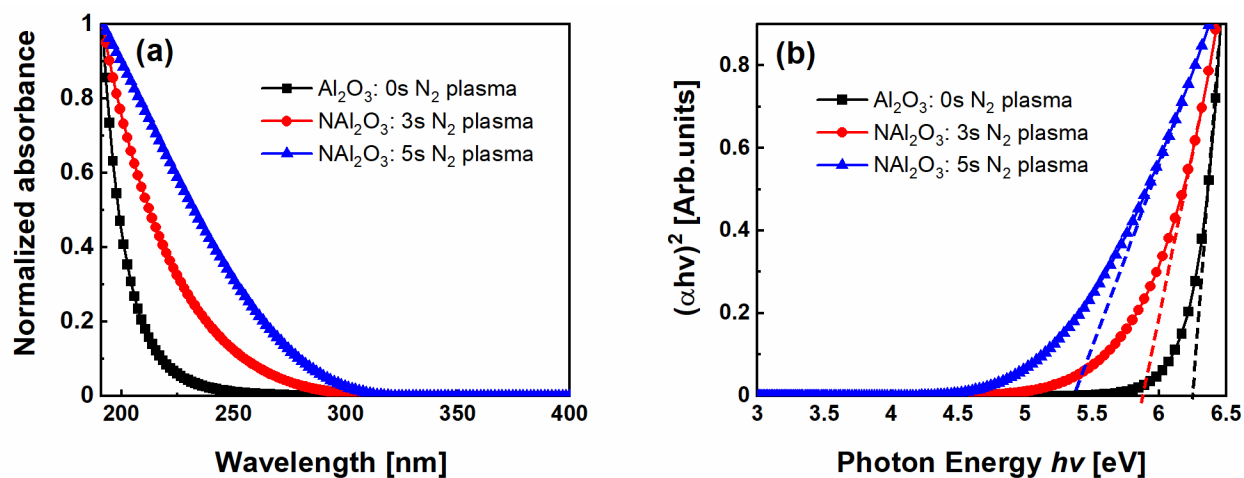 (a)
Normalized absorbance
1
0.8
0.6
0.4
0.2
0
Al₂O₃: 0s N₂ plasma
NAl₂O₃: 3s N₂ plasma
NAl₂O₃: 5s N₂ plasma
200 250 300 350 400
Wavelength [nm]
(b)
(αhν)² [Arb.units]
0.8
0.6
0.4
0.2
0
Al₂O₃: 0s N₂ plasma
NAl₂O₃: 3s N₂ plasma
NAl₂O₃: 5s N₂ plasma
3 3.5 4 4.5 5 5.5 6 6.5
Photon Energy hν [eV]